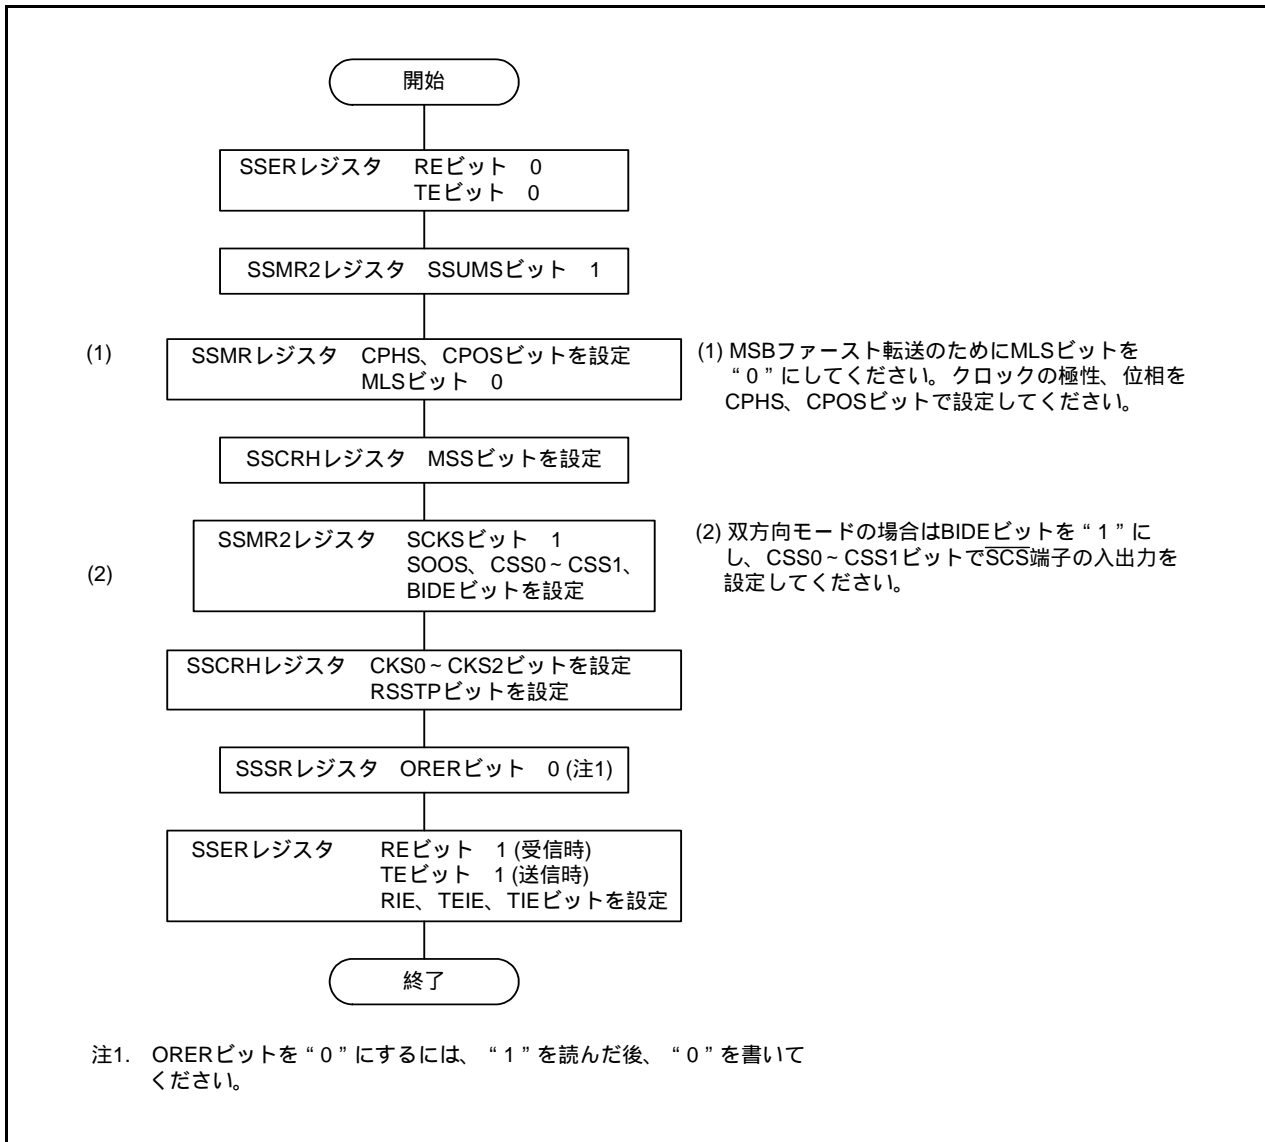 開始
SSERレジスタ REビット 0
TEビット 0
SSMR2レジスタ SSUMSビット 1
(1)
SSMRレジスタ CPHS、CPOSビットを設定
MLSビット 0
(1) MSBファースト転送のためにMLSビットを
“0”にしてください。クロックの極性、位相を
CPHS、CPOSビットで設定してください。
SSCRHレジスタ MSSビットを設定
(2)
SSMR2レジスタ SCKSビット 1
SOOS、CSS0~CSS1、
BIDEビットを設定
(2) 双方向モードの場合はBIDEビットを“1”に
し、CSS0~CSS1ビットでSCS端子の入出力を
設定してください。
SSCRHレジスタ CKS0~CKS2ビットを設定
RSSTPビットを設定
SSSRレジスタ ORERビット 0 (注1)
SSERレジスタ REビット 1 (受信時)
TEビット 1 (送信時)
RIE、TEIE、TIEビットを設定
終了
注1. ORERビットを“0”にするには、“1”を読んだ後、“0”を書いて
ください。